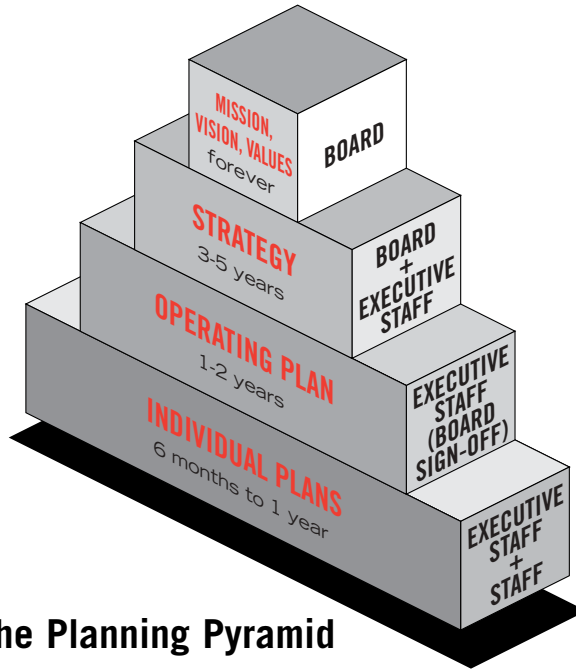 MISSION,
VISION, VALUES
forever
BOARD
STRATEGY
3-5 years
BOARD
+
EXECUTIVE
STAFF
OPERATING PLAN
1-2 years
EXECUTIVE
STAFF
(BOARD
SIGN-OFF)
INDIVIDUAL PLANS
6 months to 1 year
EXECUTIVE
STAFF
+
STAFF
he Planning Pyramid